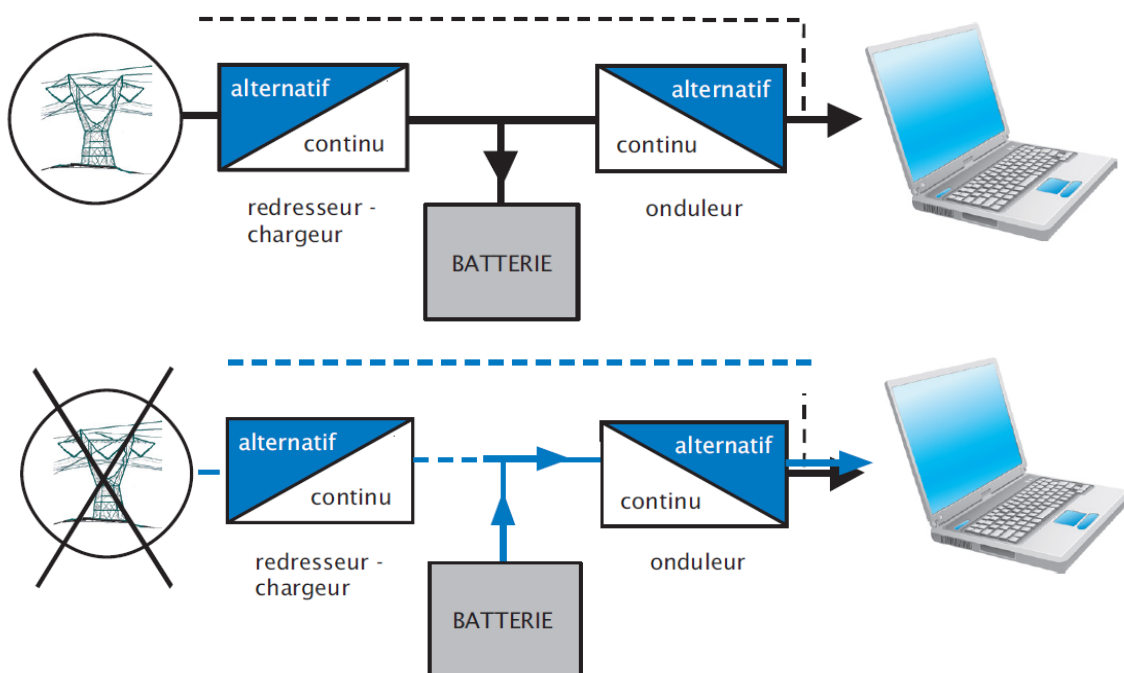 alternatif
alternatif
continu
continu
redresseur -
chargeur
onduleur
BATTERIE
alternatif
alternatif
continu
continu
redresseur -
chargeur
onduleur
BATTERIE